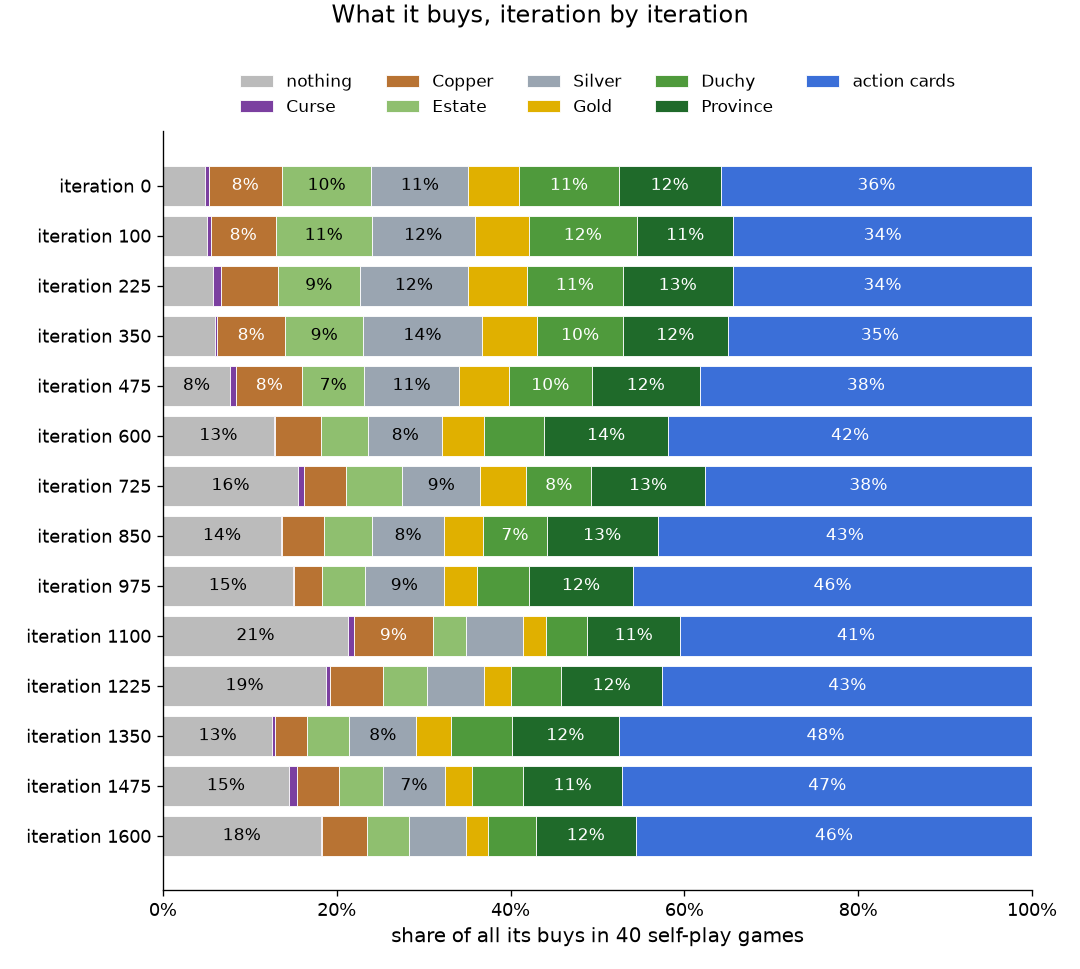 What it buys, iteration by iteration
nothing Copper Silver Duchy action cards
Curse Estate Gold Province
iteration 0 8% 10% 11% 11% 12% 36%
iteration 100 8% 11% 12% 12% 11% 34%
iteration 225 9% 12% 11% 13% 34%
iteration 350 8% 9% 14% 10% 12% 35%
iteration 475 8% 8% 7% 11% 10% 12% 38%
iteration 600 13% 8% 14% 42%
iteration 725 16% 9% 8% 13% 38%
iteration 850 14% 8% 7% 13% 43%
iteration 975 15% 9% 12% 46%
iteration 1100 21% 9% 11% 41%
iteration 1225 19% 12% 43%
iteration 1350 13% 8% 12% 48%
iteration 1475 15% 7% 11% 47%
iteration 1600 18% 12% 46%
0% 20% 40% 60% 80% 100%
share of all its buys in 40 self-play games